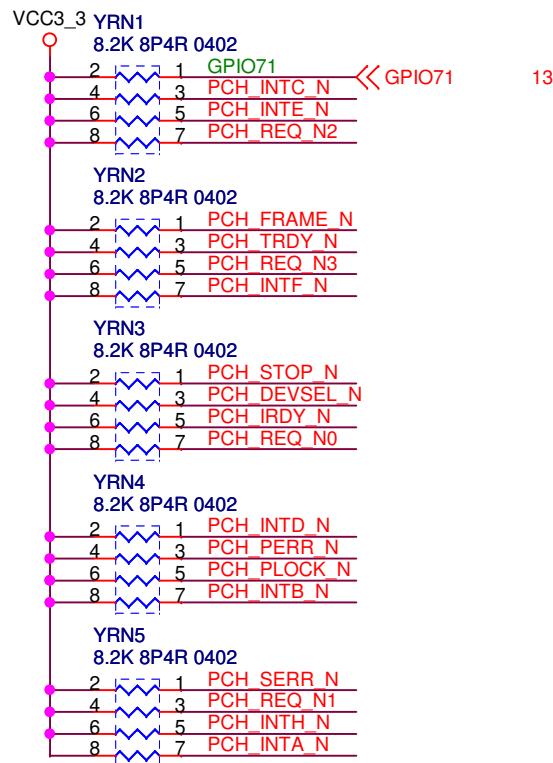 VCC3_3 YRN1
8.2K 8P4R 0402
2 1 GPIO71 GPIO71 13
4 3 PCH_INTC_N
6 5 PCH_INTE_N
8 7 PCH_REQ_N2
YRN2
8.2K 8P4R 0402
2 1 PCH_FRAME_N
4 3 PCH_TRDY_N
6 5 PCH_REQ_N3
8 7 PCH_INTF_N
YRN3
8.2K 8P4R 0402
2 1 PCH_STOP_N
4 3 PCH_DEVSEL_N
6 5 PCH_IRDY_N
8 7 PCH_REQ_N0
YRN4
8.2K 8P4R 0402
2 1 PCH_INTD_N
4 3 PCH_PERR_N
6 5 PCH_PLOCK_N
8 7 PCH_INTB_N
YRN5
8.2K 8P4R 0402
2 1 PCH_SERR_N
4 3 PCH_REQ_N1
6 5 PCH_INTH_N
8 7 PCH_INTA_N